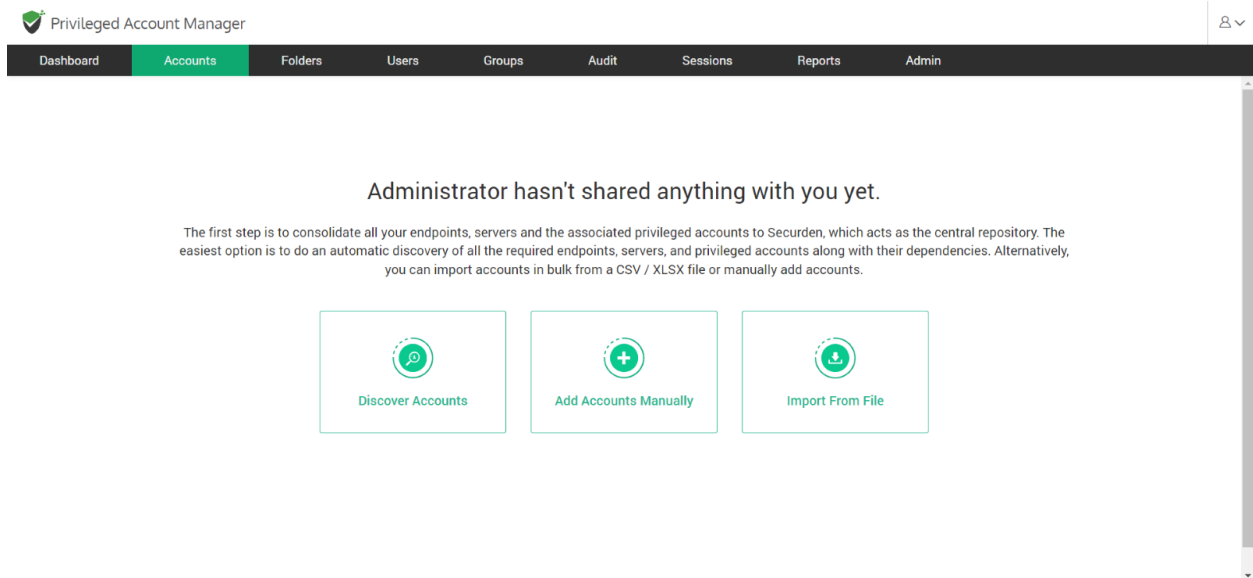 Privileged Account Manager
Dashboard Accounts Folders Users Groups Audit Sessions Reports Admin
Administrator hasn't shared anything with you yet.
The first step is to consolidate all your endpoints, servers and the associated privileged accounts to Securden, which acts as the central repository. The
easiest option is to do an automatic discovery of all the required endpoints, servers, and privileged accounts along with their dependencies. Alternatively,
you can import accounts in bulk from a CSV / XLSX file or manually add accounts.
Discover Accounts Add Accounts Manually Import From File